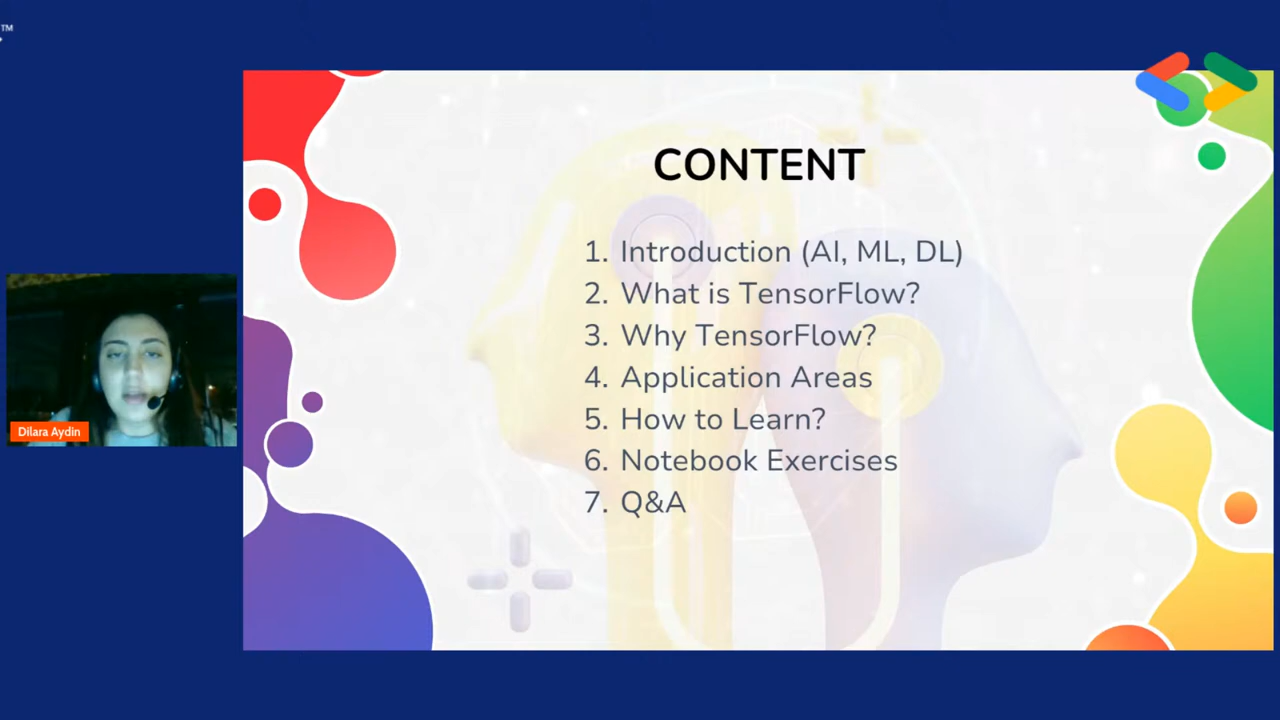 TM
CONTENT
1. Introduction (AI, ML, DL)
2. What is TensorFlow?
3. Why TensorFlow?
4. Application Areas
5. How to Learn?
6. Notebook Exercises
7. Q&A
Dilara Aydin